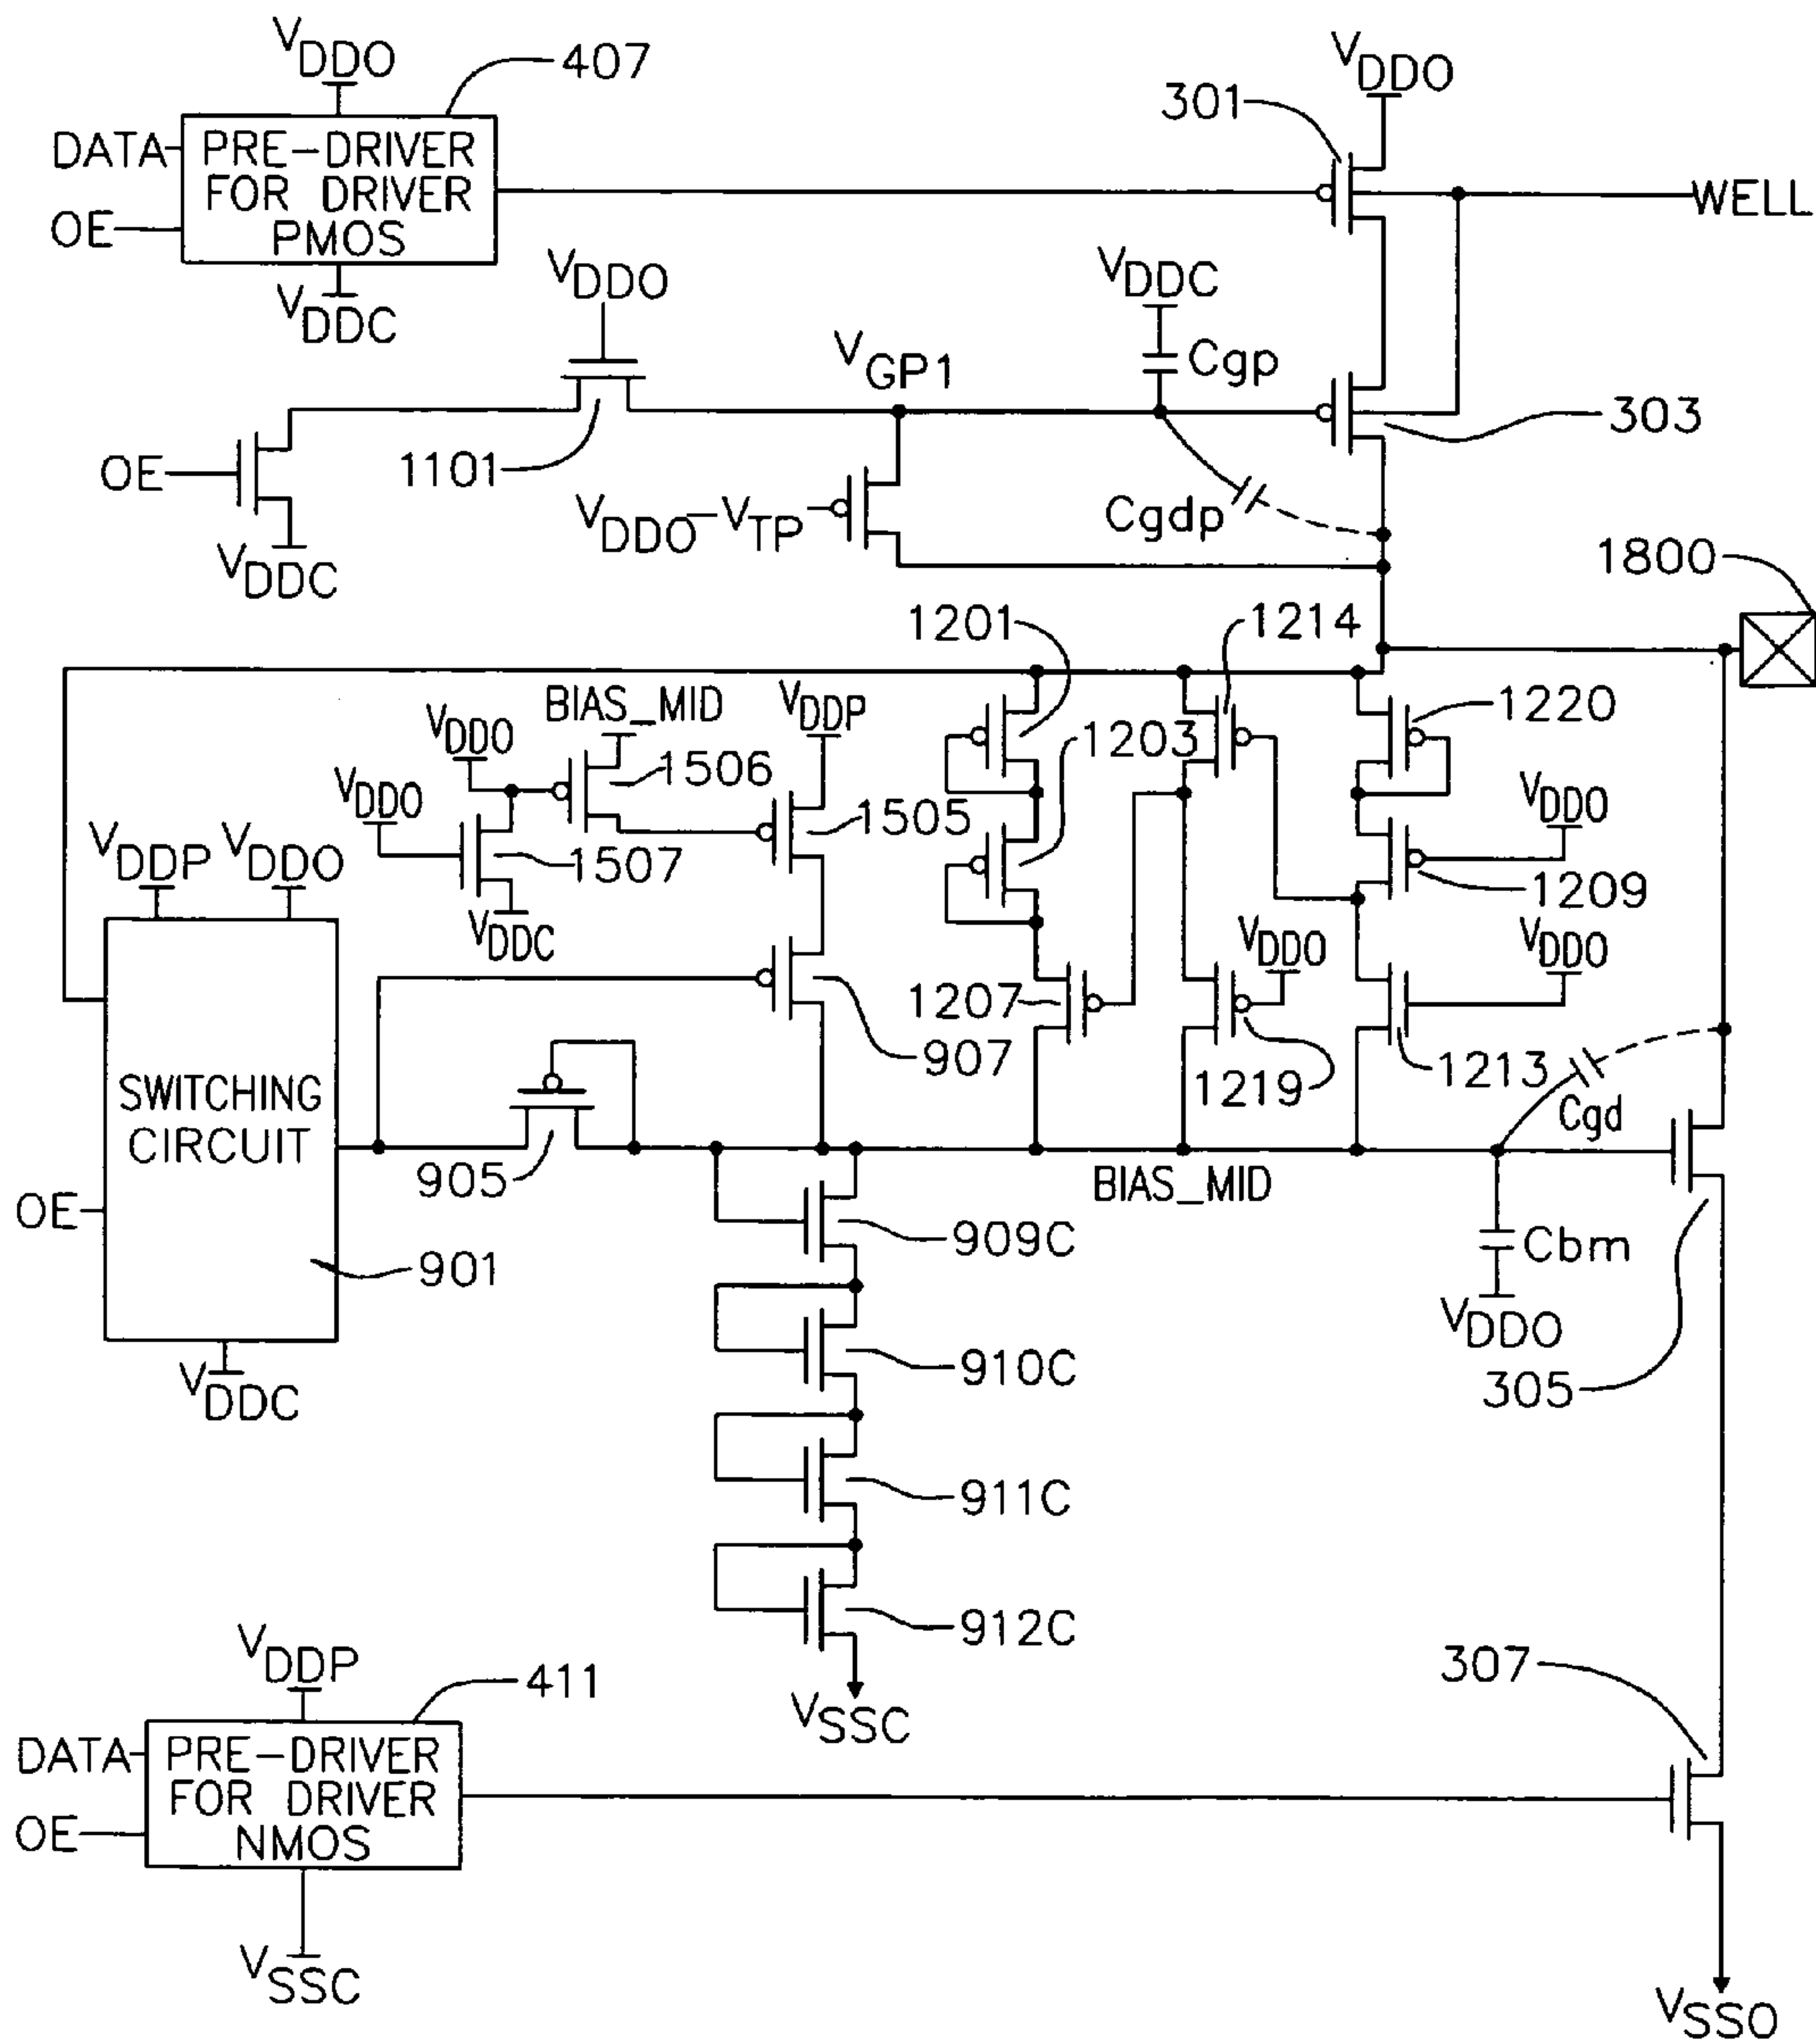 VDDO
407
VDDO
301
DATA
PRE-DRIVER
FOR DRIVER
PMOS
OE
WELL
VDDC
VDDO
VDDC
Cgp
VGP1
303
1101
OE
VDDO-VTP
Cgdp
VDDC
1800
1201
1214
BIAS_MID
VDDP
1220
VDDO
1203
1506
VDDO
VDDO
1505
VDDP
VDDO
1507
1209
VDDC
VDDO
VDDO
1207
907
1219
1213
SWITCHING
CIRCUIT
Cgd
905
BIAS_MID
OE
909C
Cbm
901
VDDO
910C
VDDC
305
911C
912C
VDDP
411
307
VSSC
DATA
PRE-DRIVER
FOR DRIVER
NMOS
OE
VSSC
VSSO